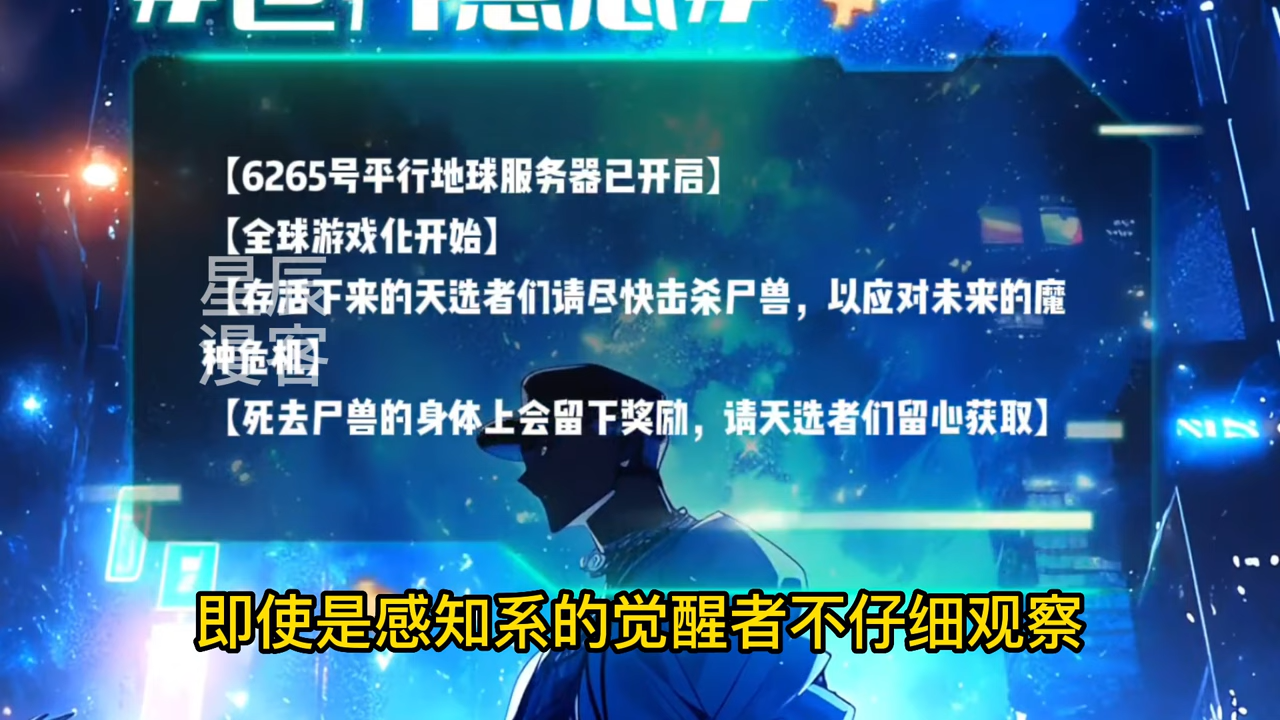 【6265号平行地球服务器已开启】
【全球游戏化开始】
【存活下来的天选者们请尽快击杀尸兽，以应对未来的魔
种危机】
【死去尸兽的身体上会留下奖励，请天选者们留心获取】
星辰
漫客
即使是感知系的觉醒者不仔细观察